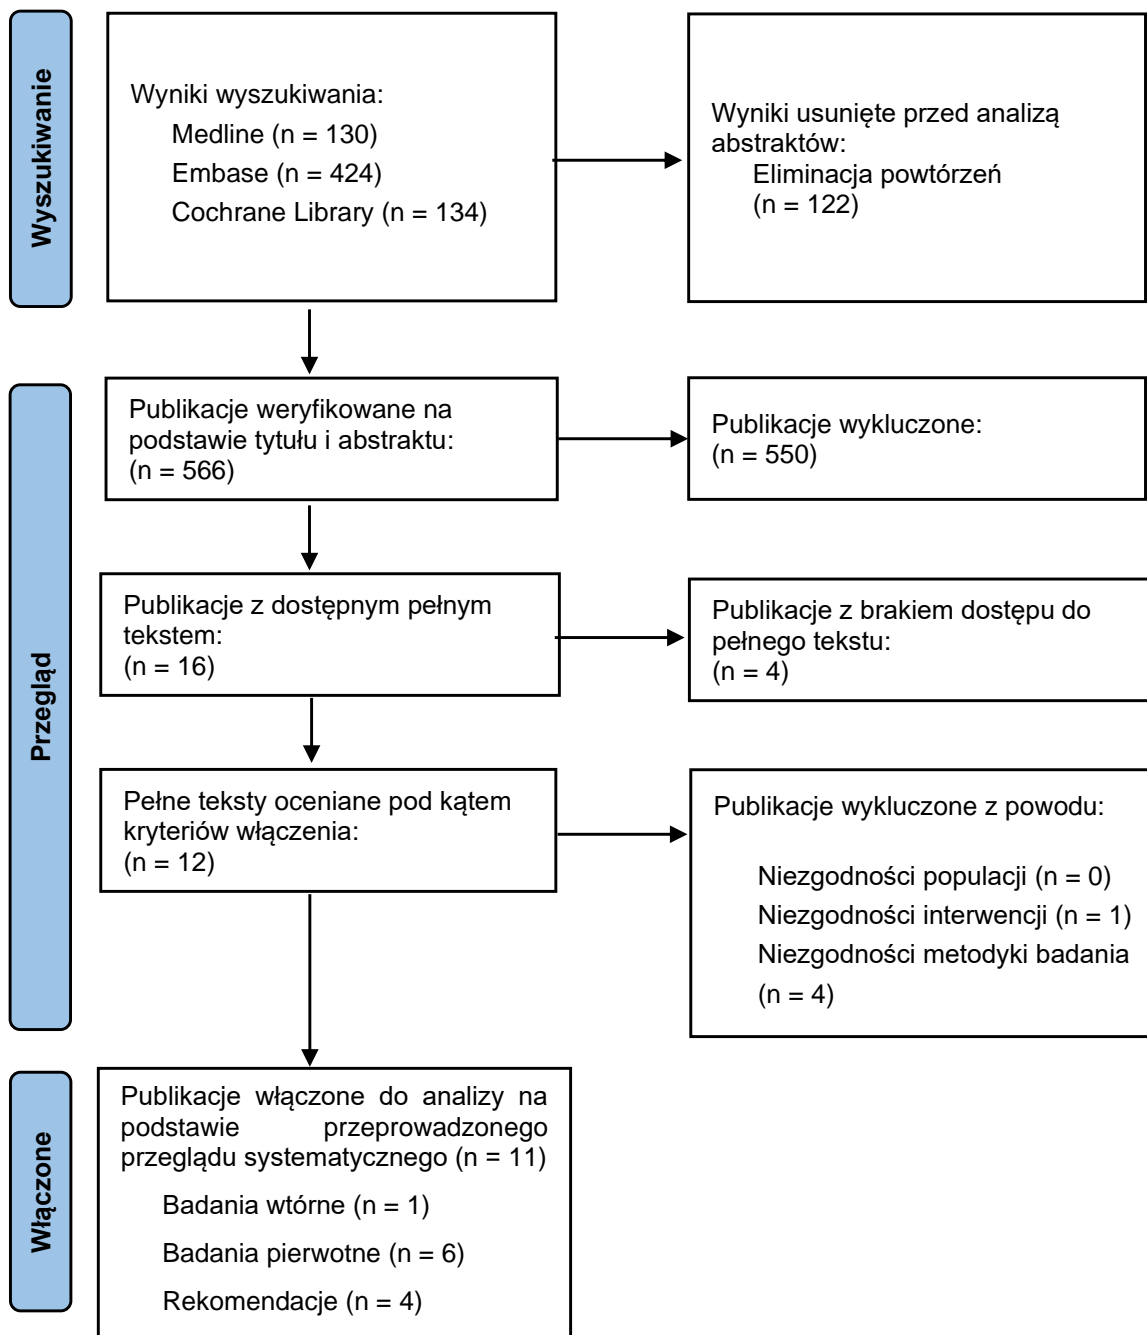 Wyszukiwanie
Wyniki wyszukiwania:
Medline (n = 130)
Embase (n = 424)
Cochrane Library (n = 134)
Wyniki usunięte przed analizą
abstraktów:
Eliminacja powtórzeń
(n = 122)
Przegląd
Publikacje weryfikowane na
podstawie tytułu i abstraktu:
(n = 566)
Publikacje wykluczone:
(n = 550)
Publikacje z dostępnym pełnym
tekstem:
(n = 16)
Publikacje z brakiem dostępu do
pełnego tekstu:
(n = 4)
Pełne teksty oceniane pod kątem
kryteriów włączenia:
(n = 12)
Publikacje wykluczone z powodu:
Niezgodności populacji (n = 0)
Niezgodności interwencji (n = 1)
Niezgodności metodyki badania
(n = 4)
Włączone
Publikacje włączone do analizy na
podstawie przeprowadzonego
przeglądu systematycznego (n = 11)
Badania wtórne (n = 1)
Badania pierwotne (n = 6)
Rekomendacje (n = 4)